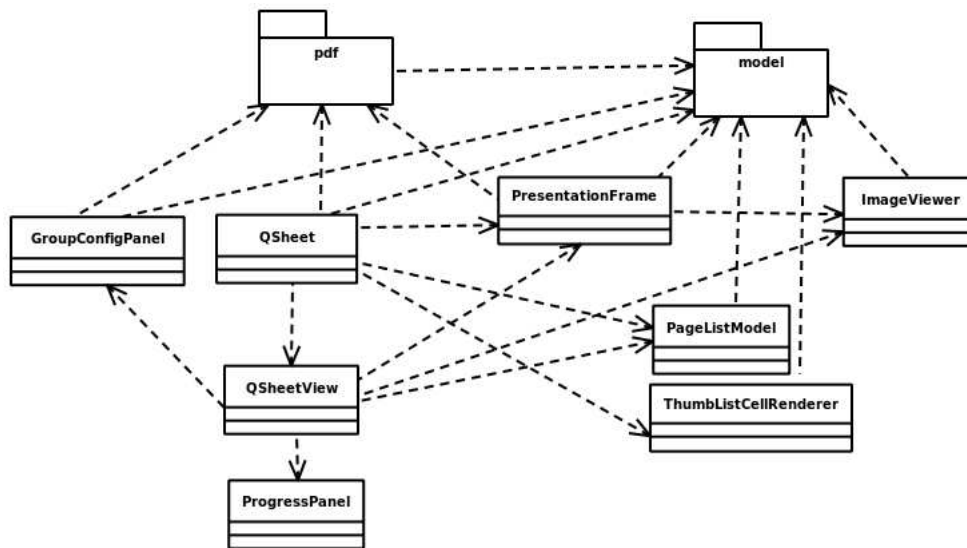 pdf
model
PresentationFrame
ImageViewer
GroupConfigPanel
QSheet
PageListModel
QSheetView
ThumbListCellRenderer
ProgressPanel